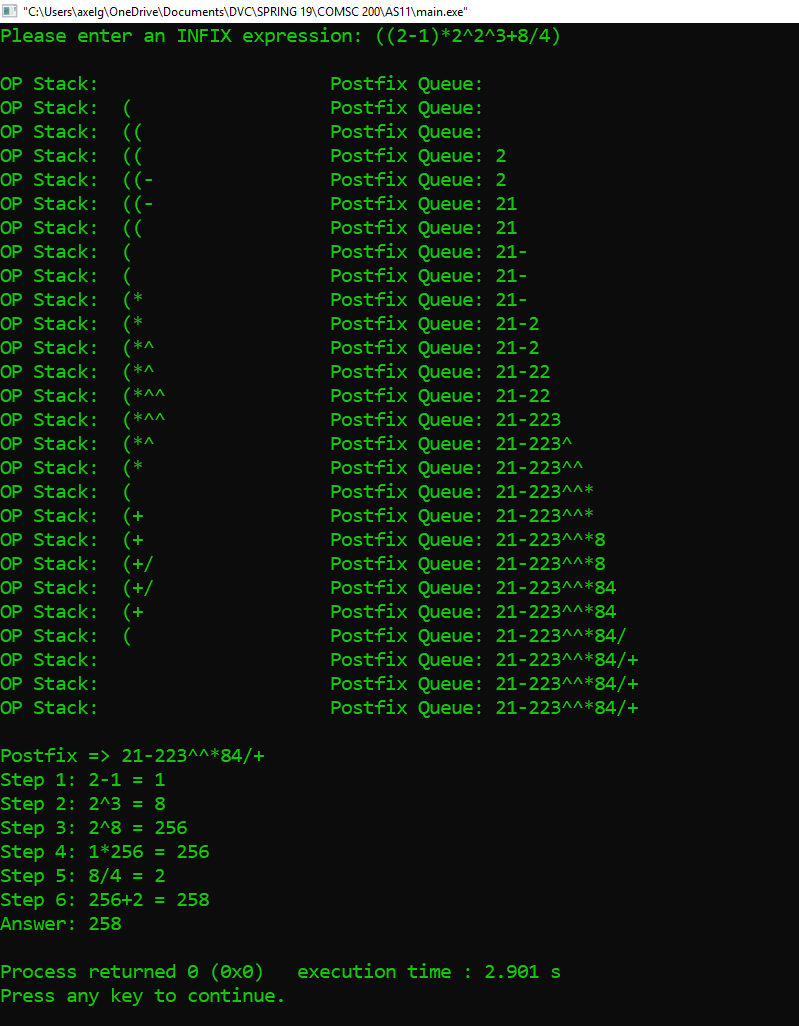 "C:\Users\axelg\OneDrive\Documents\DVC\SPRING 19\COMSC 200\AS11\main.exe"
Please enter an INFIX expression: ((2-1)*2^2^3+8/4)
OP Stack: Postfix Queue:
OP Stack: ( Postfix Queue:
OP Stack: (( Postfix Queue:
OP Stack: (( Postfix Queue: 2
OP Stack: ((- Postfix Queue: 2
OP Stack: ((- Postfix Queue: 21
OP Stack: (( Postfix Queue: 21
OP Stack: ( Postfix Queue: 21-
OP Stack: ( Postfix Queue: 21-
OP Stack: (* Postfix Queue: 21-
OP Stack: (* Postfix Queue: 21-2
OP Stack: (*^ Postfix Queue: 21-2
OP Stack: (*^ Postfix Queue: 21-22
OP Stack: (*^^ Postfix Queue: 21-22
OP Stack: (*^^ Postfix Queue: 21-223
OP Stack: (*^ Postfix Queue: 21-223^
OP Stack: (* Postfix Queue: 21-223^^
OP Stack: ( Postfix Queue: 21-223^^*
OP Stack: (+ Postfix Queue: 21-223^^*
OP Stack: (+ Postfix Queue: 21-223^^*8
OP Stack: (+/ Postfix Queue: 21-223^^*8
OP Stack: (+/ Postfix Queue: 21-223^^*84
OP Stack: (+ Postfix Queue: 21-223^^*84
OP Stack: ( Postfix Queue: 21-223^^*84/
OP Stack: Postfix Queue: 21-223^^*84/+
OP Stack: Postfix Queue: 21-223^^*84/+
OP Stack: Postfix Queue: 21-223^^*84/+
Postfix => 21-223^^*84/+
Step 1: 2-1 = 1
Step 2: 2^3 = 8
Step 3: 2^8 = 256
Step 4: 1*256 = 256
Step 5: 8/4 = 2
Step 6: 256+2 = 258
Answer: 258
Process returned 0 (0x0) execution time : 2.901 s
Press any key to continue.